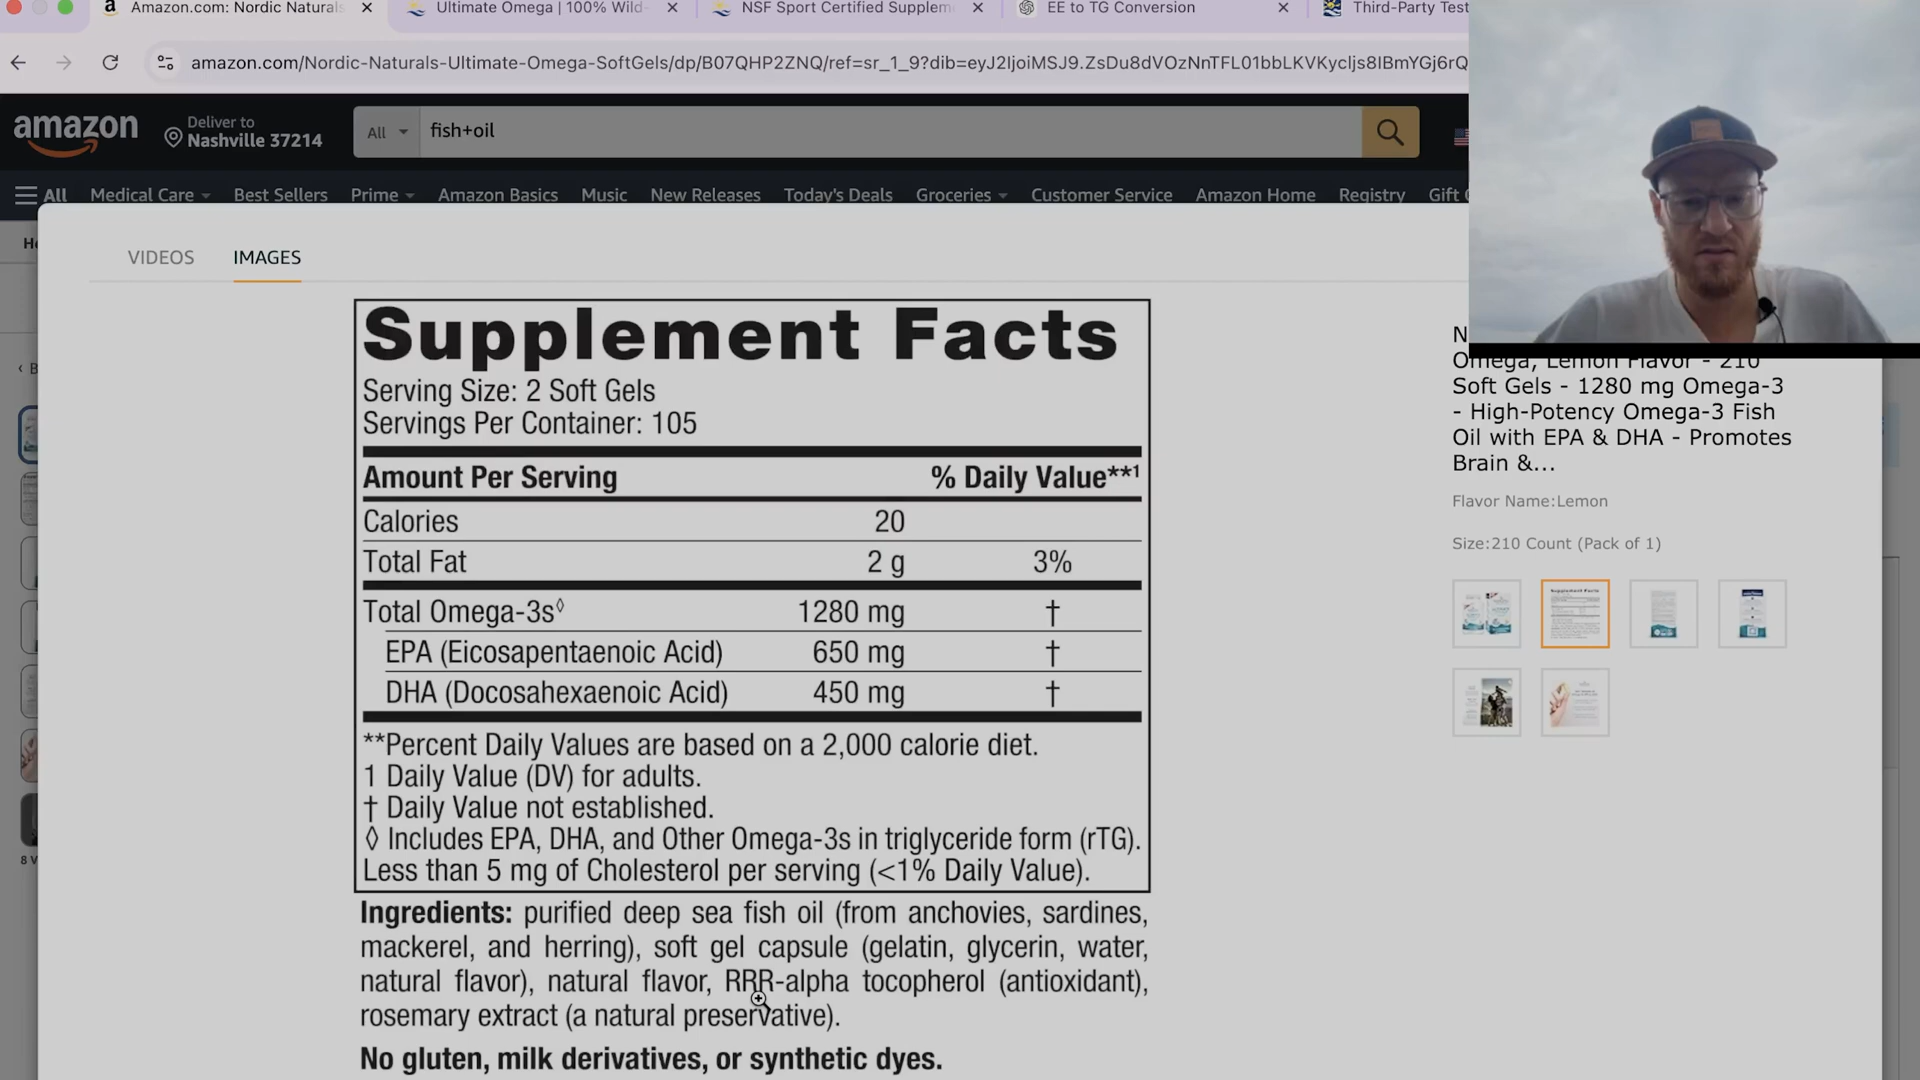 Amazon.com: Nordic Naturals
Ultimate Omega | 100% Wild-
NSF Sport Certified Supplem
EE to TG Conversion
Third-Party Test
amazon.com/Nordic-Naturals-Ultimate-Omega-SoftGels/dp/B07QHP2ZNQ/ref=sr_1_9?dib=eyJ2IjoiMSJ9.ZsDu8dVOzNnTFL01bbLKVKycljs8IBmYGj6rQ
amazon
Deliver to
Nashville 37214
All
fish+oil
All
Medical Care
Best Sellers
Prime
Amazon Basics
Music
New Releases
Today's Deals
Groceries
Customer Service
Amazon Home
Registry
Gift
VIDEOS
IMAGES
Supplement Facts
Serving Size: 2 Soft Gels
Servings Per Container: 105
Amount Per Serving % Daily Value**¹
Calories 20
Total Fat 2 g 3%
Total Omega-3s◊ 1280 mg †
EPA (Eicosapentaenoic Acid) 650 mg †
DHA (Docosahexaenoic Acid) 450 mg †
**Percent Daily Values are based on a 2,000 calorie diet.
1 Daily Value (DV) for adults.
† Daily Value not established.
◊ Includes EPA, DHA, and Other Omega-3s in triglyceride form (rTG).
Less than 5 mg of Cholesterol per serving (<1% Daily Value).
Ingredients: purified deep sea fish oil (from anchovies, sardines,
mackerel, and herring), soft gel capsule (gelatin, glycerin, water,
natural flavor), natural flavor, RRR-alpha tocopherol (antioxidant),
rosemary extract (a natural preservative).
No gluten, milk derivatives, or synthetic dyes.
Omega, Lemon Flavor - 210
Soft Gels - 1280 mg Omega-3
- High-Potency Omega-3 Fish
Oil with EPA & DHA - Promotes
Brain &...
Flavor Name:Lemon
Size:210 Count (Pack of 1)
Supplement Facts
8 V